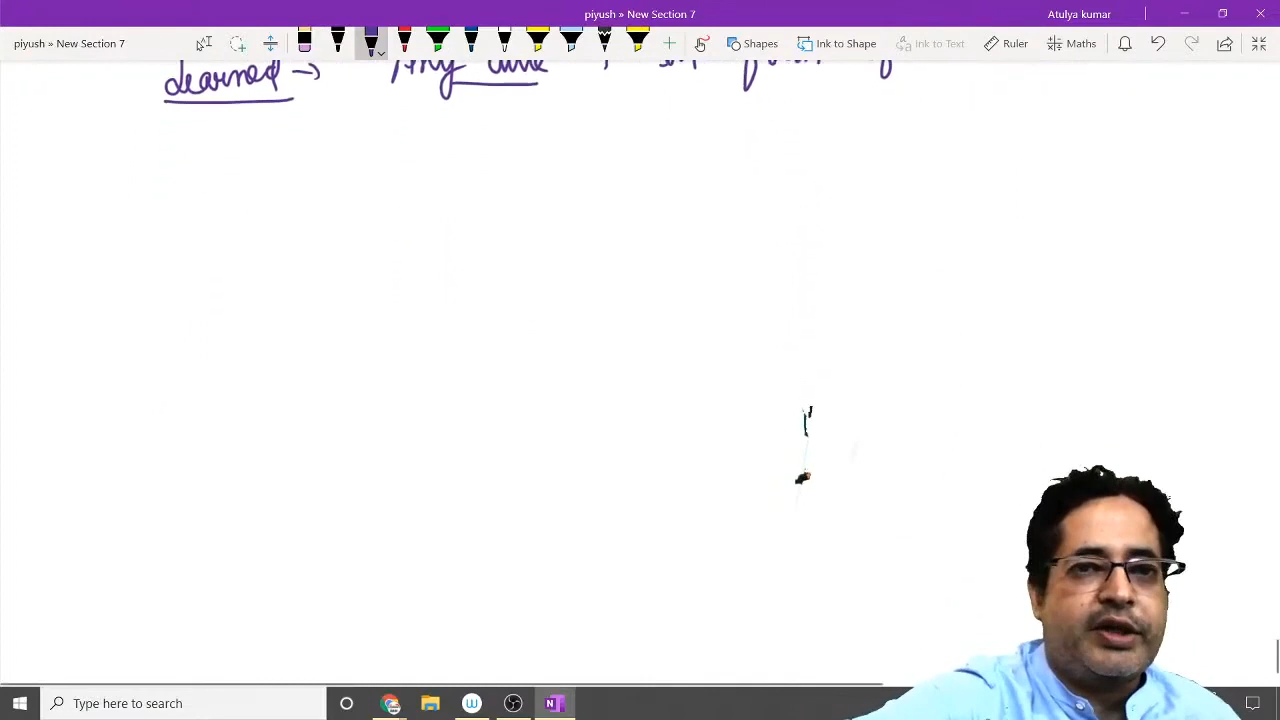 piyush » New Section 7
Atulya kumar
piyush » New Section 7
Shapes
Ink to Shape
Ink to Text
Ruler
Maths
Learned →
Type here to search